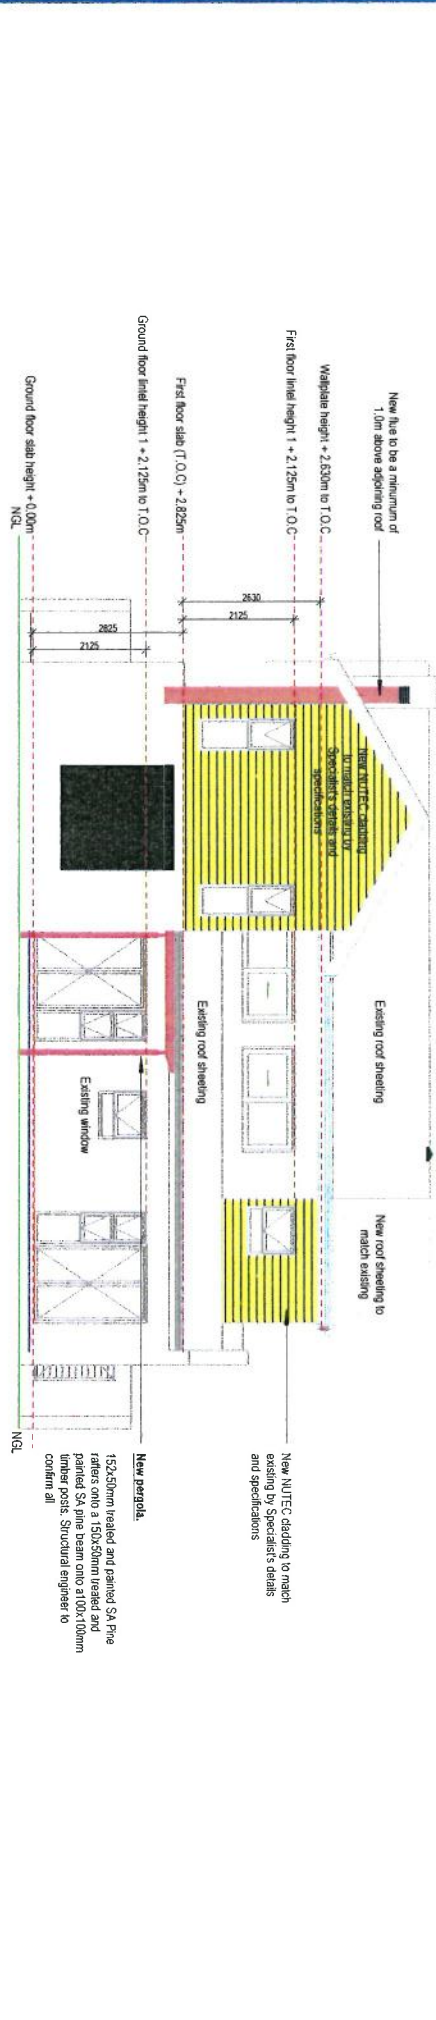 New flue to be a minumum of
1.0m above adjoining roof
Wallplate height + 2.630m to T.O.C
First floor lintel height 1 + 2.125m to T.O.C
First floor slab (T.O.C) + 2,825m
Ground floor lintel height 1 + 2.125m to T.O.C
Ground floor slab height + 0.00m
NGL
2630
2125
2825
2125
New NUTEC cladding
to match existing by
Specialist's details and
specifications
Existing roof sheeting
New roof sheeting to
match existing
Existing roof sheeting
Existing window
New NUTEC cladding to match
existing by Specialist's details
and specifications
New pergola.
152x50mm treated and painted SA Pine
rafters onto a 150x50mm treated and
painted SA pine beam onto a100x100mm
timber posts. Structural engineer to
confirm all
NGL